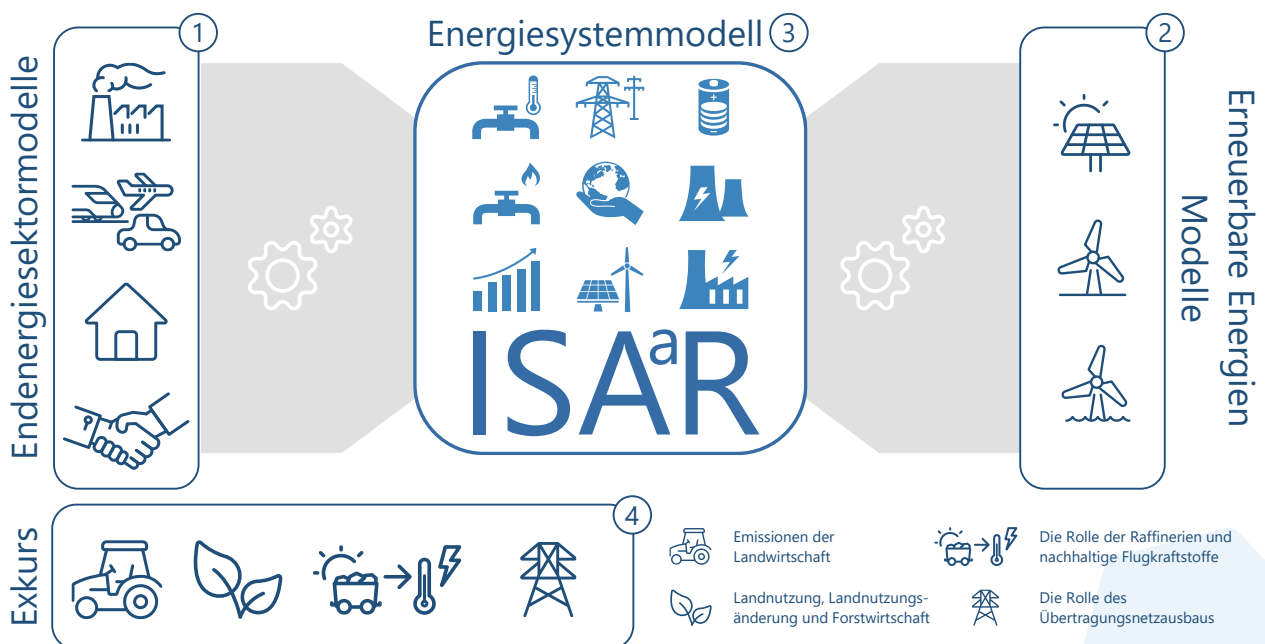 Endenergiesektormodelle
1
Energiesystemmodell
3
ISAaR
2
Erneuerbare Energien
Modelle
Exkurs
4
Emissionen der
Landwirtschaft
Landnutzung, Landnutzungs-
änderung und Forstwirtschaft
Die Rolle der Raffinerien und
nachhaltige Flugkraftstoffe
Die Rolle des
Übertragungsnetzausbaus